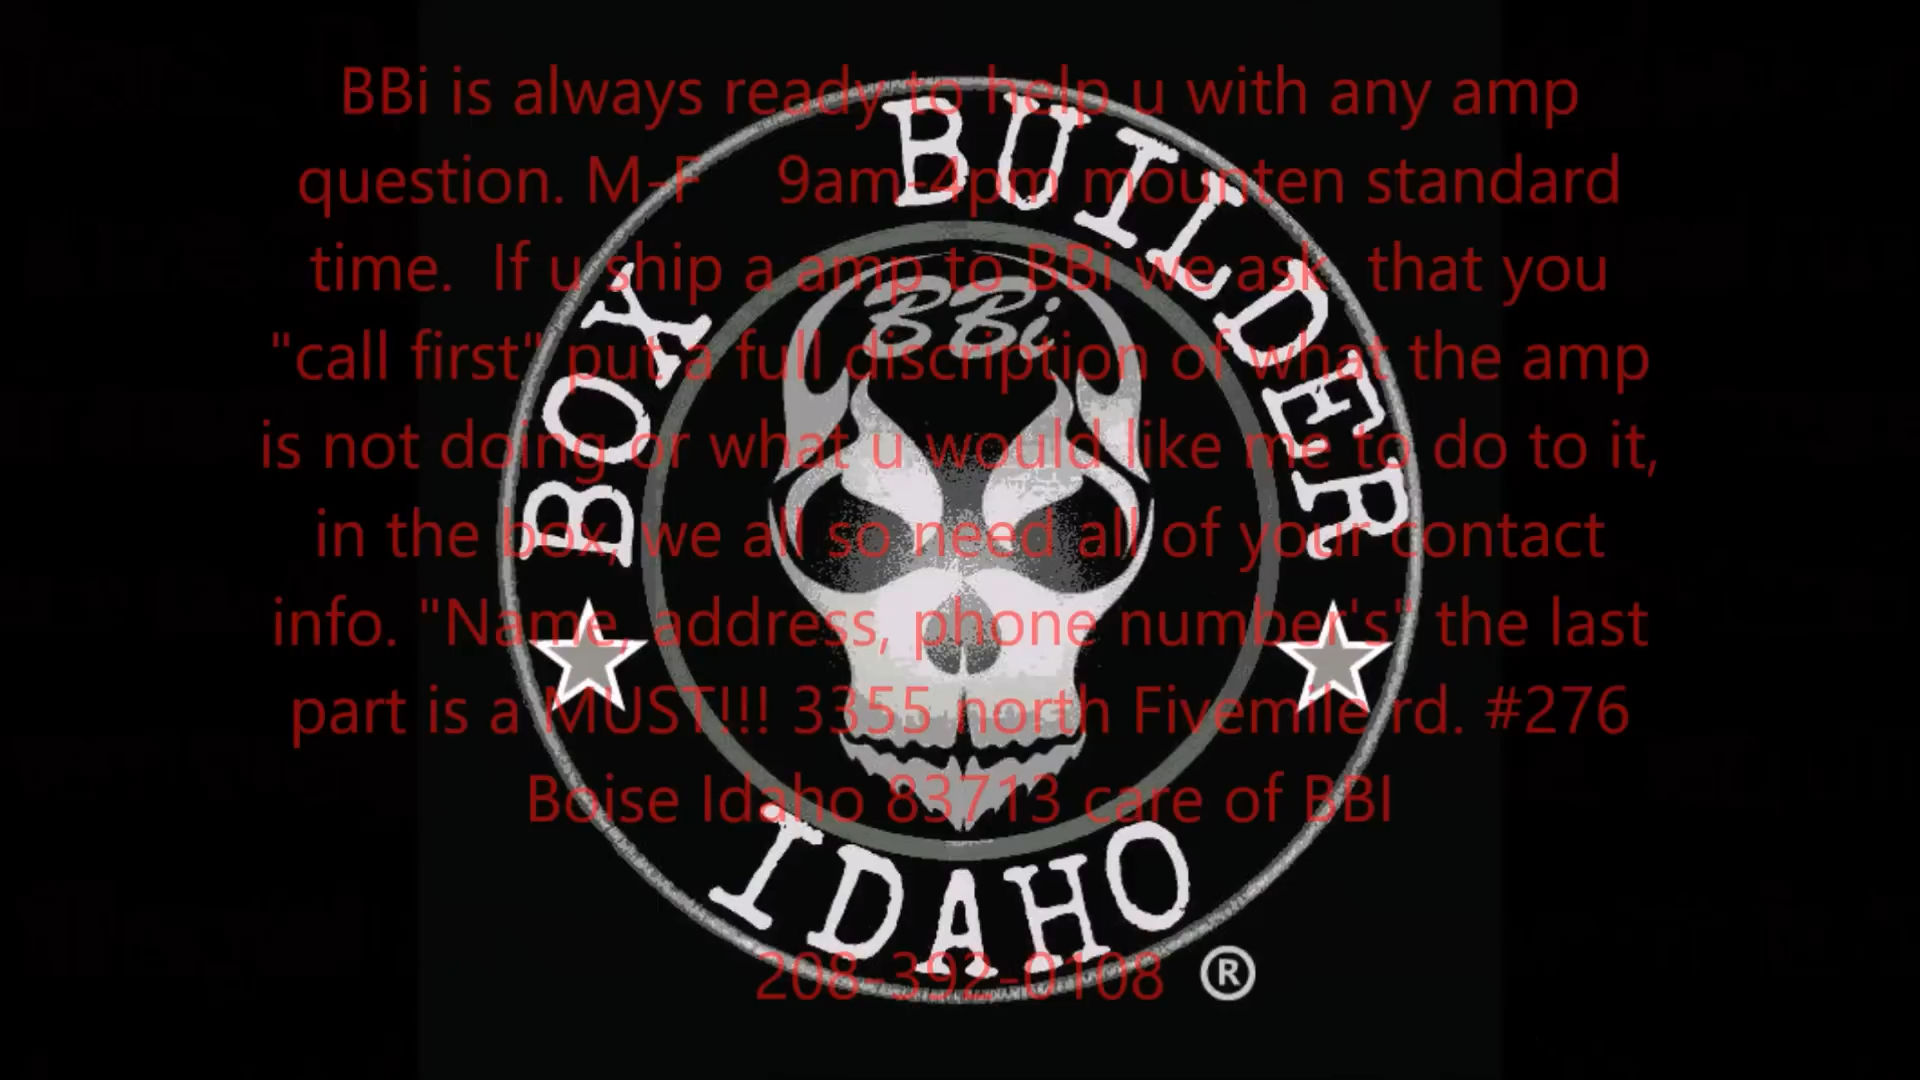 BBi is always ready to help u with any amp
question. M-F 9am-4pm mounten standard
time. If u ship a amp to BBi we ask that you
"call first" put a full discription of what the amp
is not doing or what u would like me to do to it,
in the box, we all so need all of your contact
info. "Name, address, phone number's" the last
part is a MUST!!! 3355 north Fivemile rd. #276
Boise Idaho 83713 care of BBI
208-392-0108
BOX BUILDER
BBi
IDAHO
®